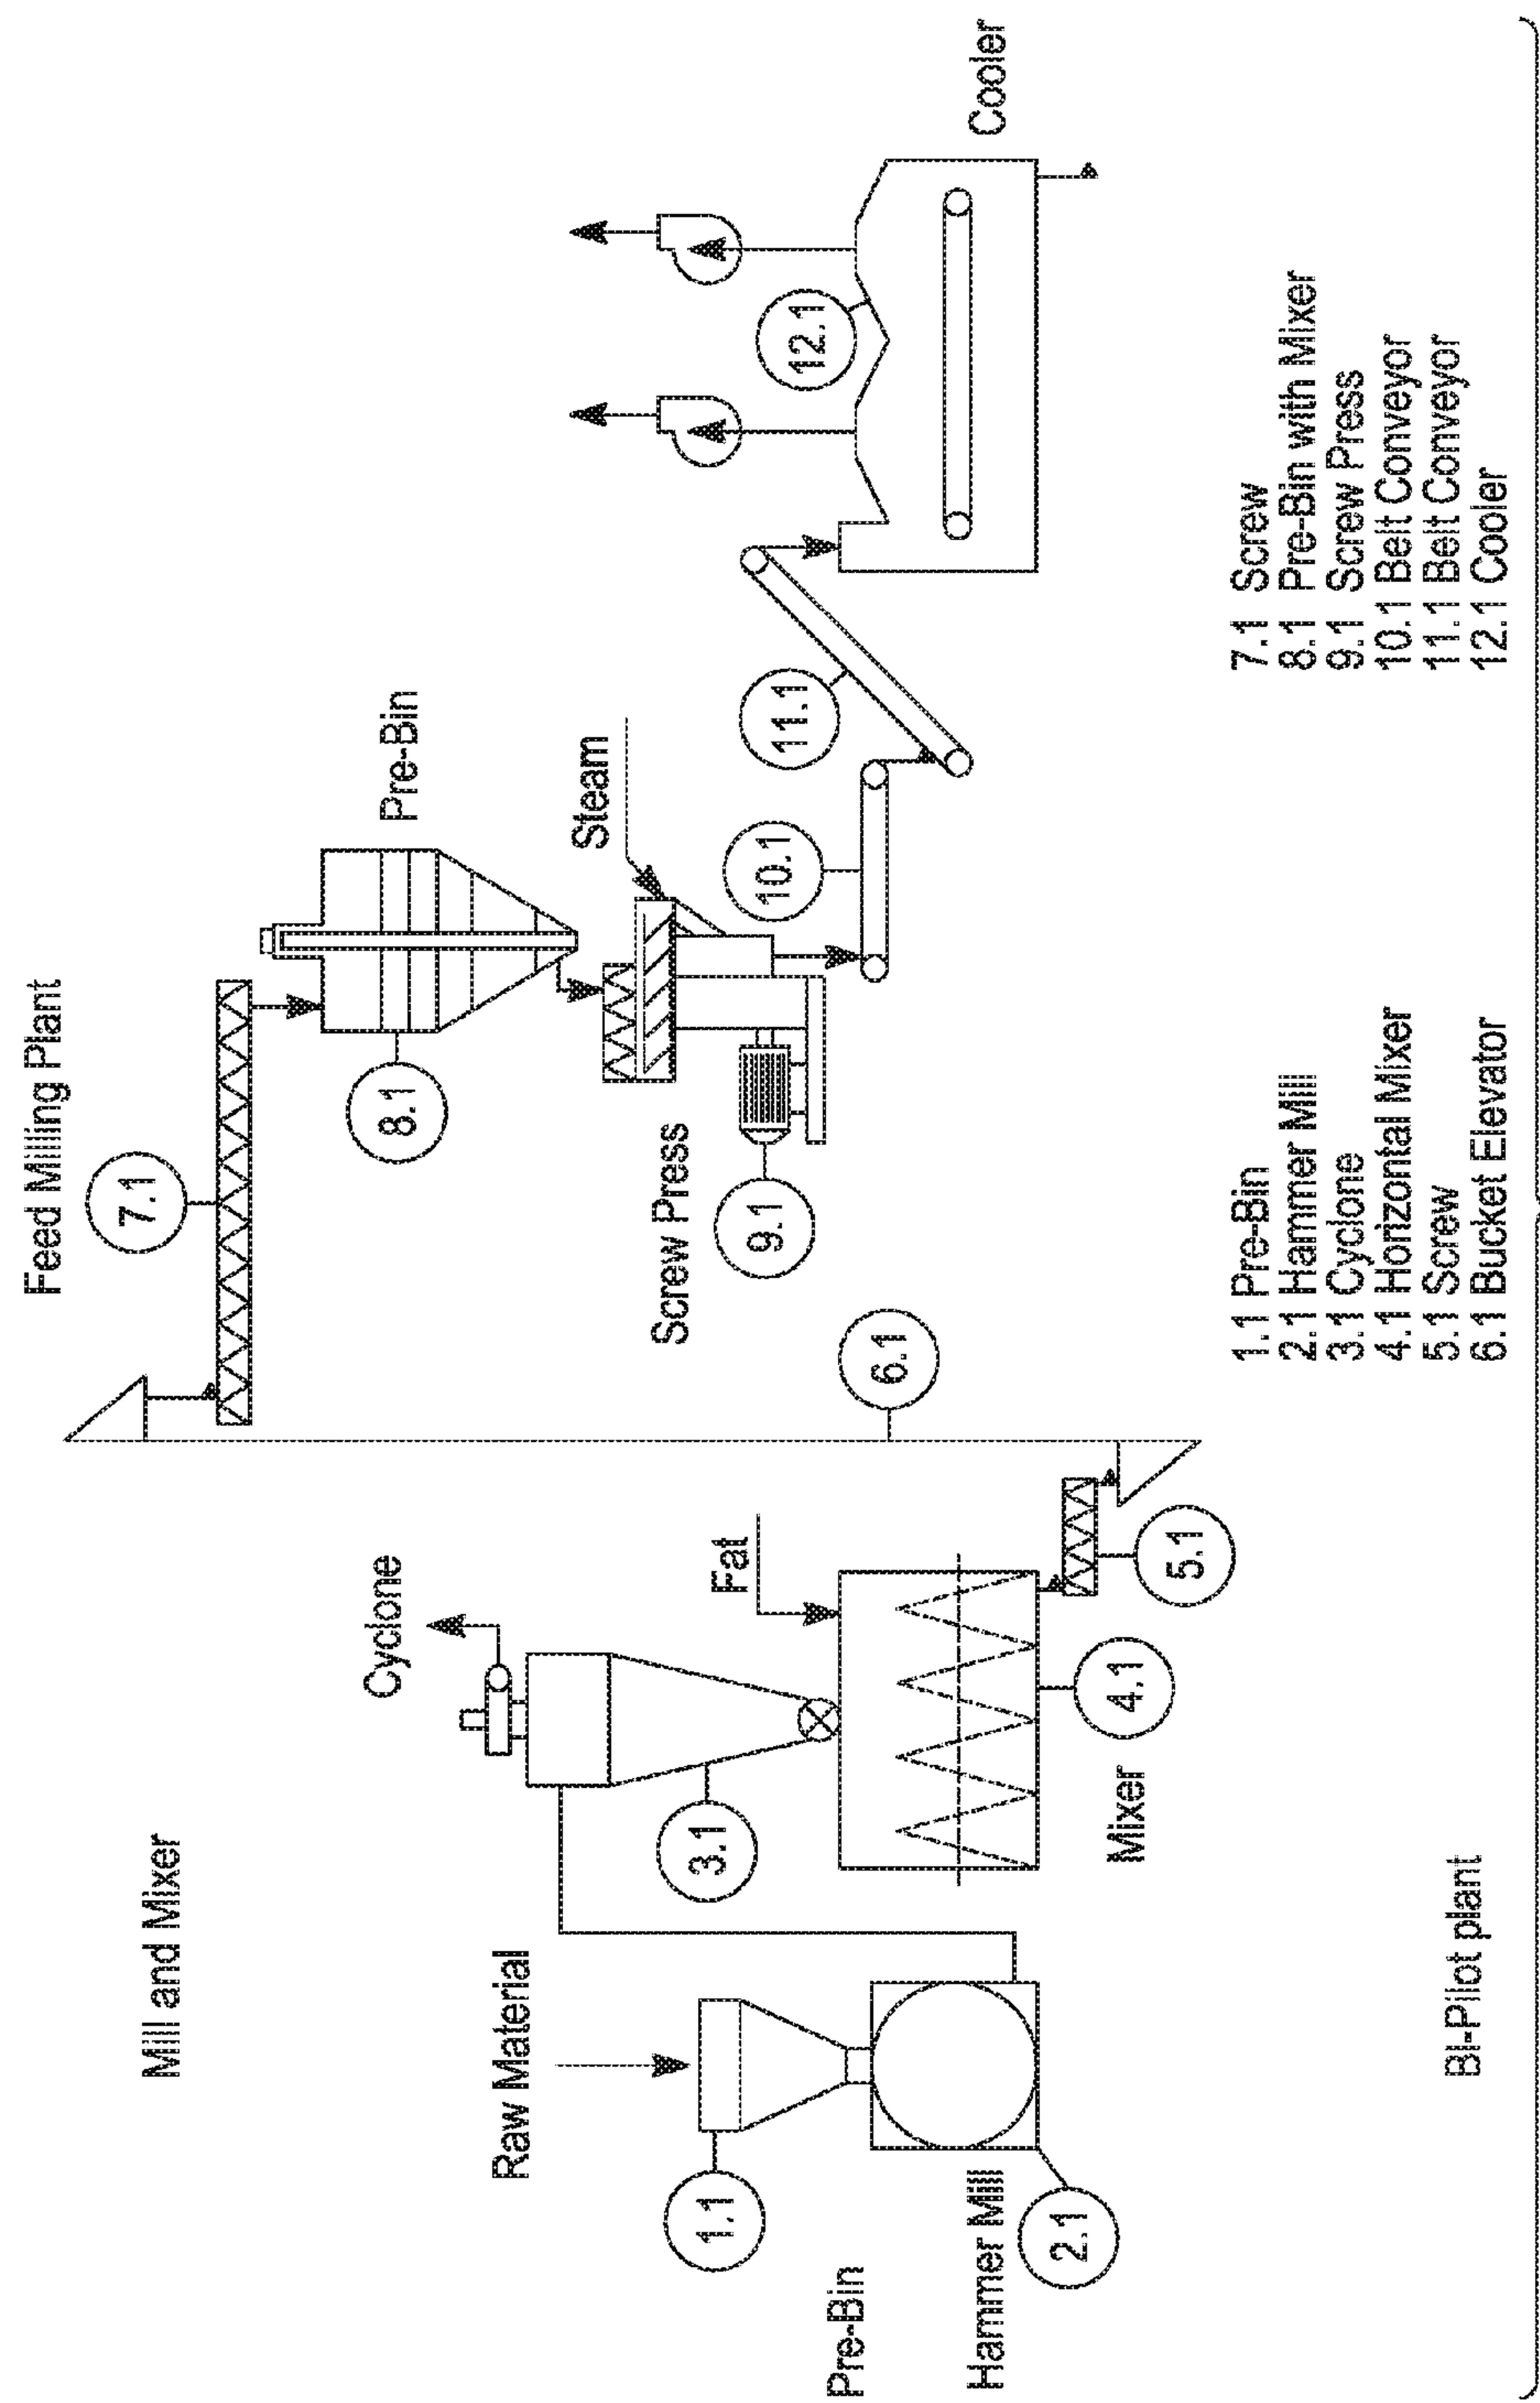 Mill and Mixer
Feed Milling Plant
Raw Material
Cyclone
7.1
Pre-Bin
8.1
1.1
3.1
Fat
Screw Press
Steam
9.1
10.1
11.1
12.1
Cooler
Pre-Bin
Hammer Mill
2.1
Mixer
4.1
5.1
6.1
1.1 Pre-Bin
2.1 Hammer Mill
3.1 Cyclone
4.1 Horizontal Mixer
5.1 Screw
6.1 Bucket Elevator
7.1 Screw
8.1 Pre-Bin with Mixer
9.1 Screw Press
10.1 Belt Conveyor
11.1 Belt Conveyor
12.1 Cooler
BI-Pilot plant